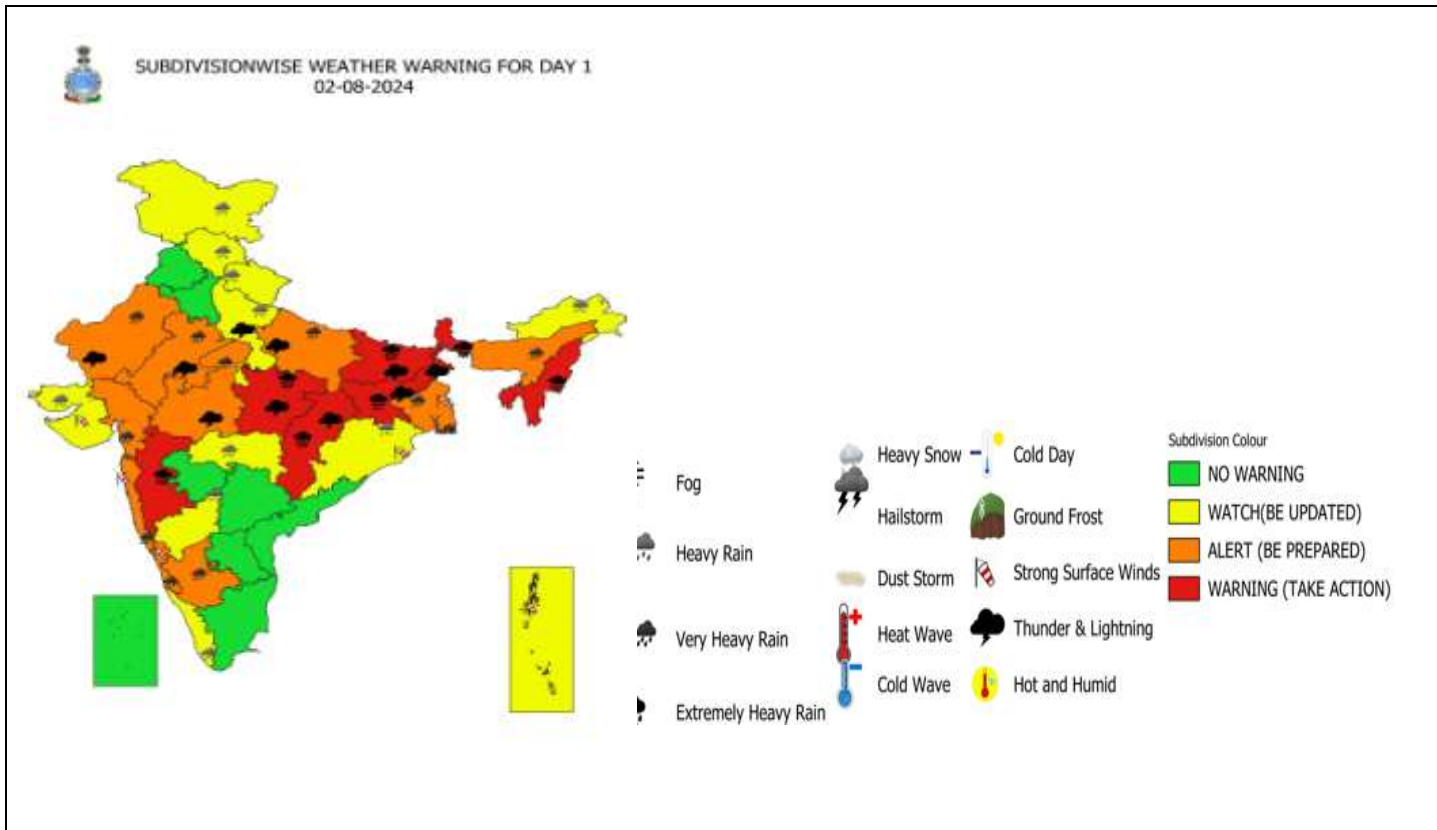 SUBDIVISIONWISE WEATHER WARNING FOR DAY 1
02-08-2024
Fog
Heavy Rain
Very Heavy Rain
Extremely Heavy Rain
Heavy Snow
Hailstorm
Dust Storm
Heat Wave
Cold Wave
Cold Day
Ground Frost
Strong Surface Winds
Thunder & Lightning
Hot and Humid
Subdivision Colour
NO WARNING
WATCH(BE UPDATED)
ALERT (BE PREPARED)
WARNING (TAKE ACTION)